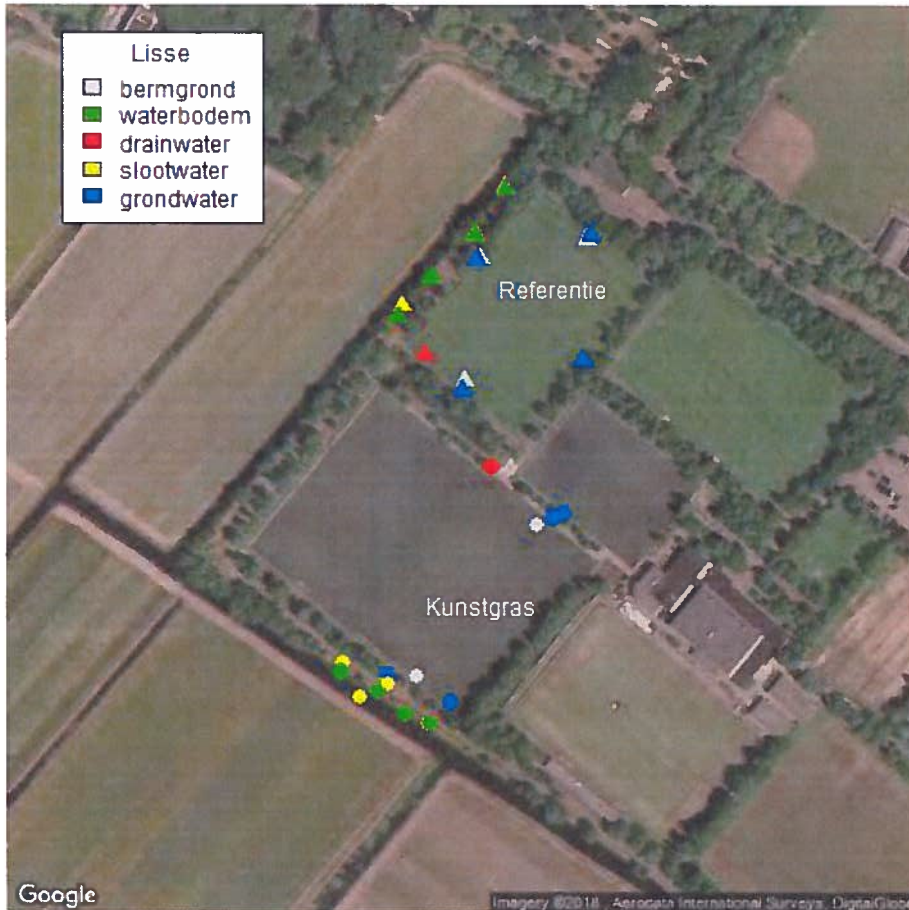 Lisse
bermgrond
waterbodem
drainwater
slootwater
grondwater
Referentie
Kunstgras
Google
Imagery ©2018, Aerodata International Surveys, DigitalGlobe